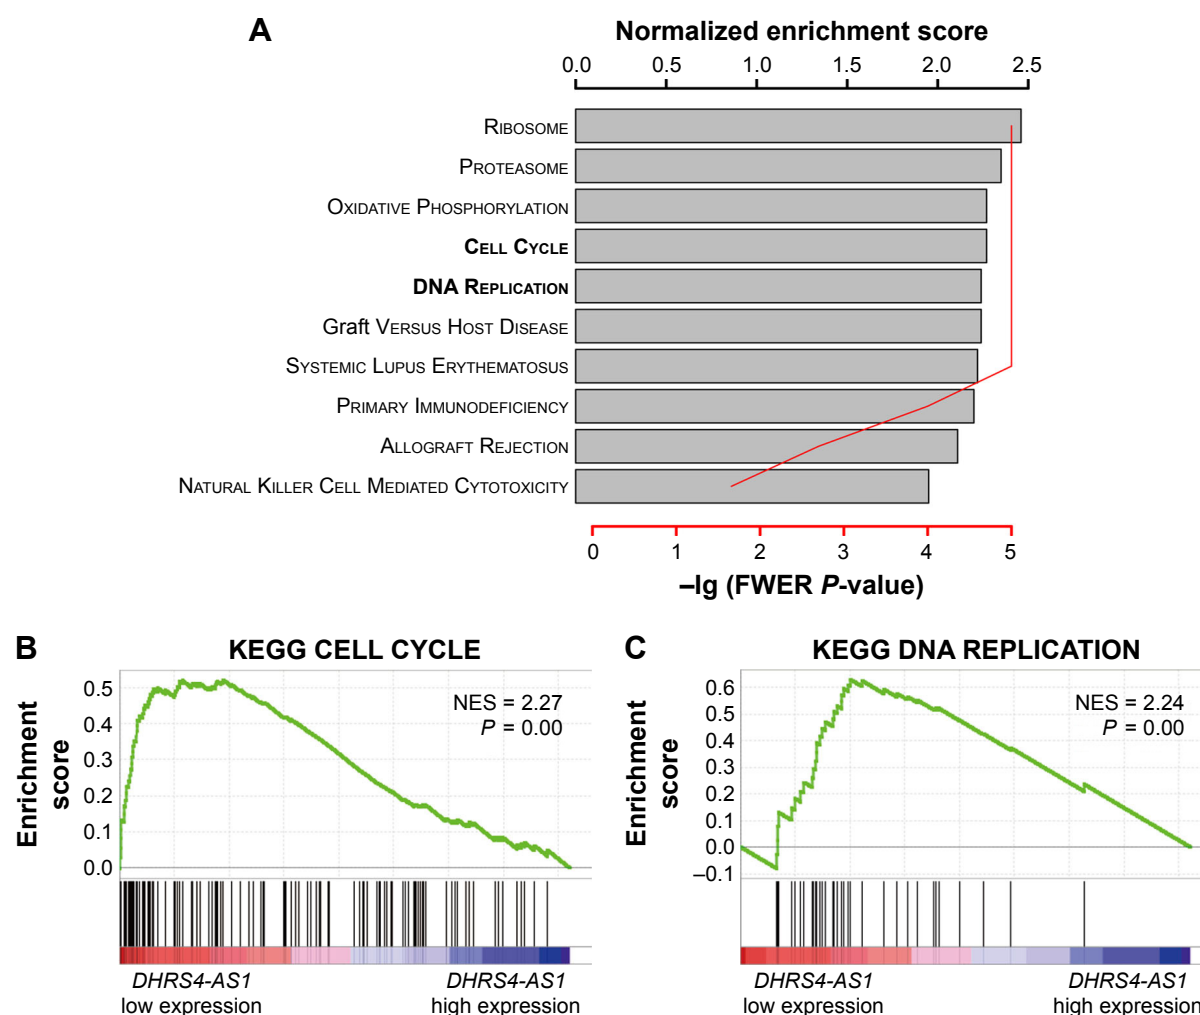 A
Normalized enrichment score
0.0 0.5 1.0 1.5 2.0 2.5
RIBOSOME
PROTEASOME
OXIDATIVE PHOSPHORYLATION
CELL CYCLE
DNA REPLICATION
Graft VERSUS HOST DISEASE
SYSTEMIC LUPUS ERYTHEMATOSUS
PRIMARY IMMUNODEFICIENCY
ALLOGRAFT REJECTION
NATURAL KILLER CELL MEDIATED CYTOTOXICITY
0 1 2 3 4 5
–lg (FWER P-value)
B
KEGG CELL CYCLE
Enrichment
score
0.5
0.4
0.3
0.2
0.1
0.0
NES = 2.27
P = 0.00
DHRS4-AS1
low expression
DHRS4-AS1
high expression
C
KEGG DNA REPLICATION
Enrichment
score
0.6
0.5
0.4
0.3
0.2
0.1
0.0
–0.1
NES = 2.24
P = 0.00
DHRS4-AS1
low expression
DHRS4-AS1
high expression